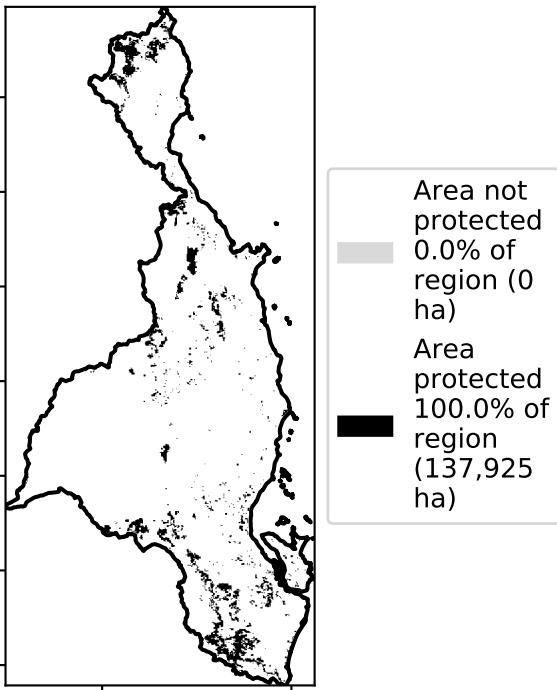 Area not
protected
0.0% of
region (0
ha)
Area
protected
100.0% of
region
(137,925
ha)